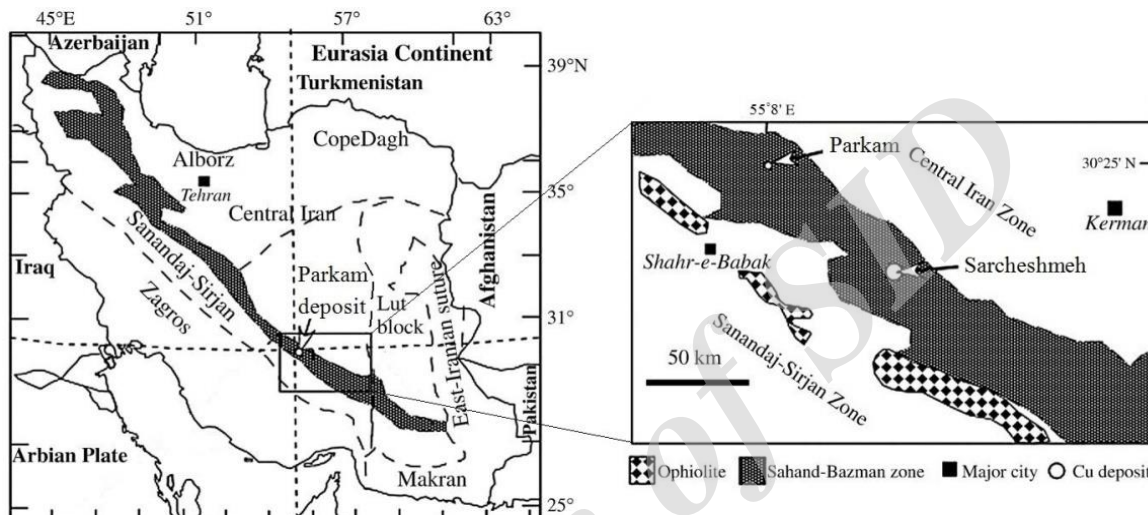 45°E 51° 57° 63°
Azerbaijan
Eurasia Continent
39°N
Turkmenistan
CopeDagh
Alborz
Tehran
35°
Central Iran
Sanandaj-Sirjan
Zagros
Iraq
Afghanistan
Parkam
deposit
Lut
block
31°
East-Iranian suture
Pakistan
Arbian Plate
Makran
25°
55°8' E
Parkam
30°25' N
Central Iran Zone
Kerman
Shahr-e-Babak
Sarcheshmeh
50 km
Sanandaj-Sirjan Zone
Ophiolite Sahand-Bazman zone Major city Cu deposit
of SID